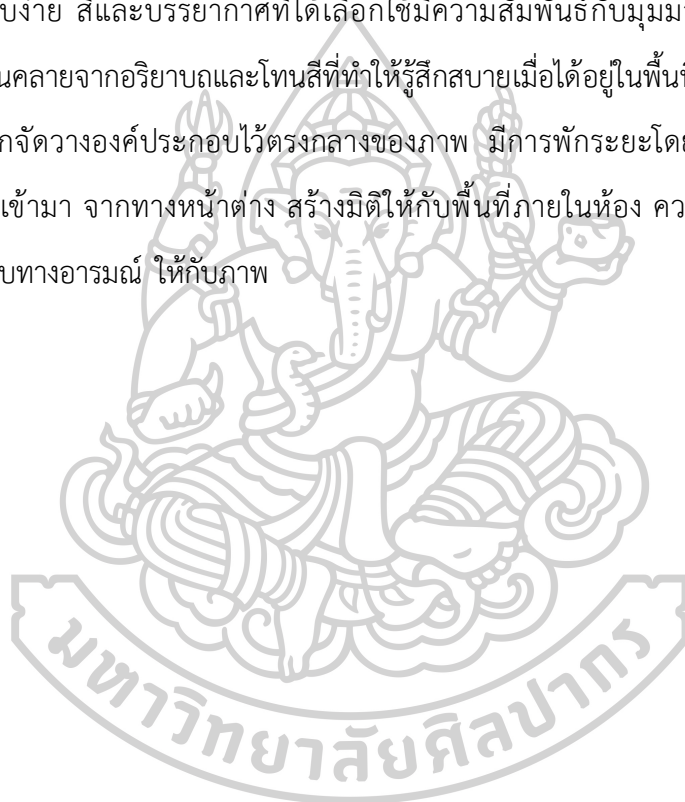 บง่าย สีและบรรยากาศที่ได้เลือกใช้มีความสัมพันธ์กับมุมม
นคลายจากอริยาบถและโทนสีที่ทำให้รู้สึกสบายเมื่อได้อยู่ในพื้นที
กจัดวางองค์ประกอบไว้ตรงกลางของภาพ มีการพักระยะโดย
เข้ามา จากทางหน้าต่าง สร้างมิติให้กับพื้นที่ภายในห้อง คว
บทางอารมณ์ ให้กับภาพ
มหาวิทยาลัยศิลปากร